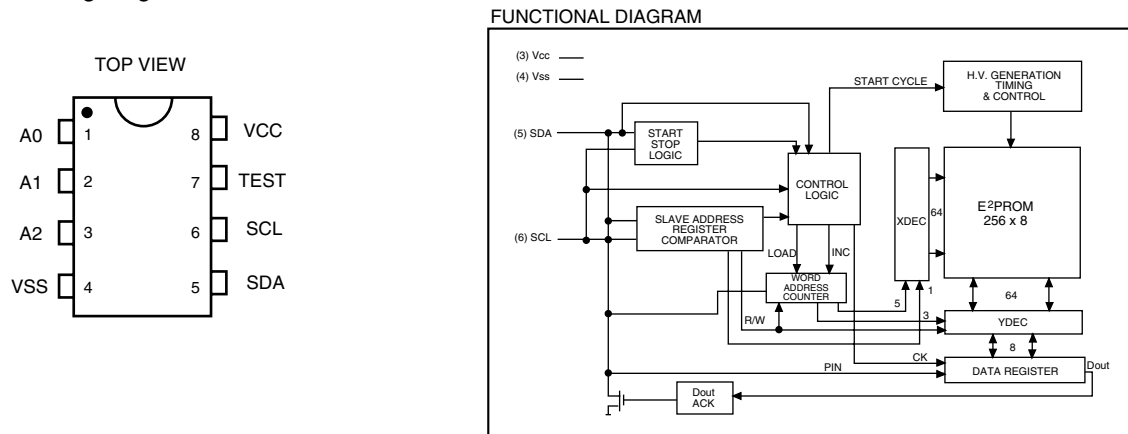 TOP VIEW
A0
1
8
VCC
A1
2
7
TEST
A2
3
6
SCL
VSS
4
5
SDA
FUNCTIONAL DIAGRAM
(3) Vcc
(4) Vss
START CYCLE
H.V. GENERATION
TIMING
& CONTROL
(5) SDA
START
STOP
LOGIC
CONTROL
LOGIC
XDEC
64
E2PROM
256 x 8
(6) SCL
SLAVE ADDRESS
REGISTER
COMPARATOR
LOAD
INC
WORD
ADDRESS
COUNTER
5
1
64
R/W
3
YDEC
8
CK
PIN
DATA REGISTER
Dout
Dout
ACK